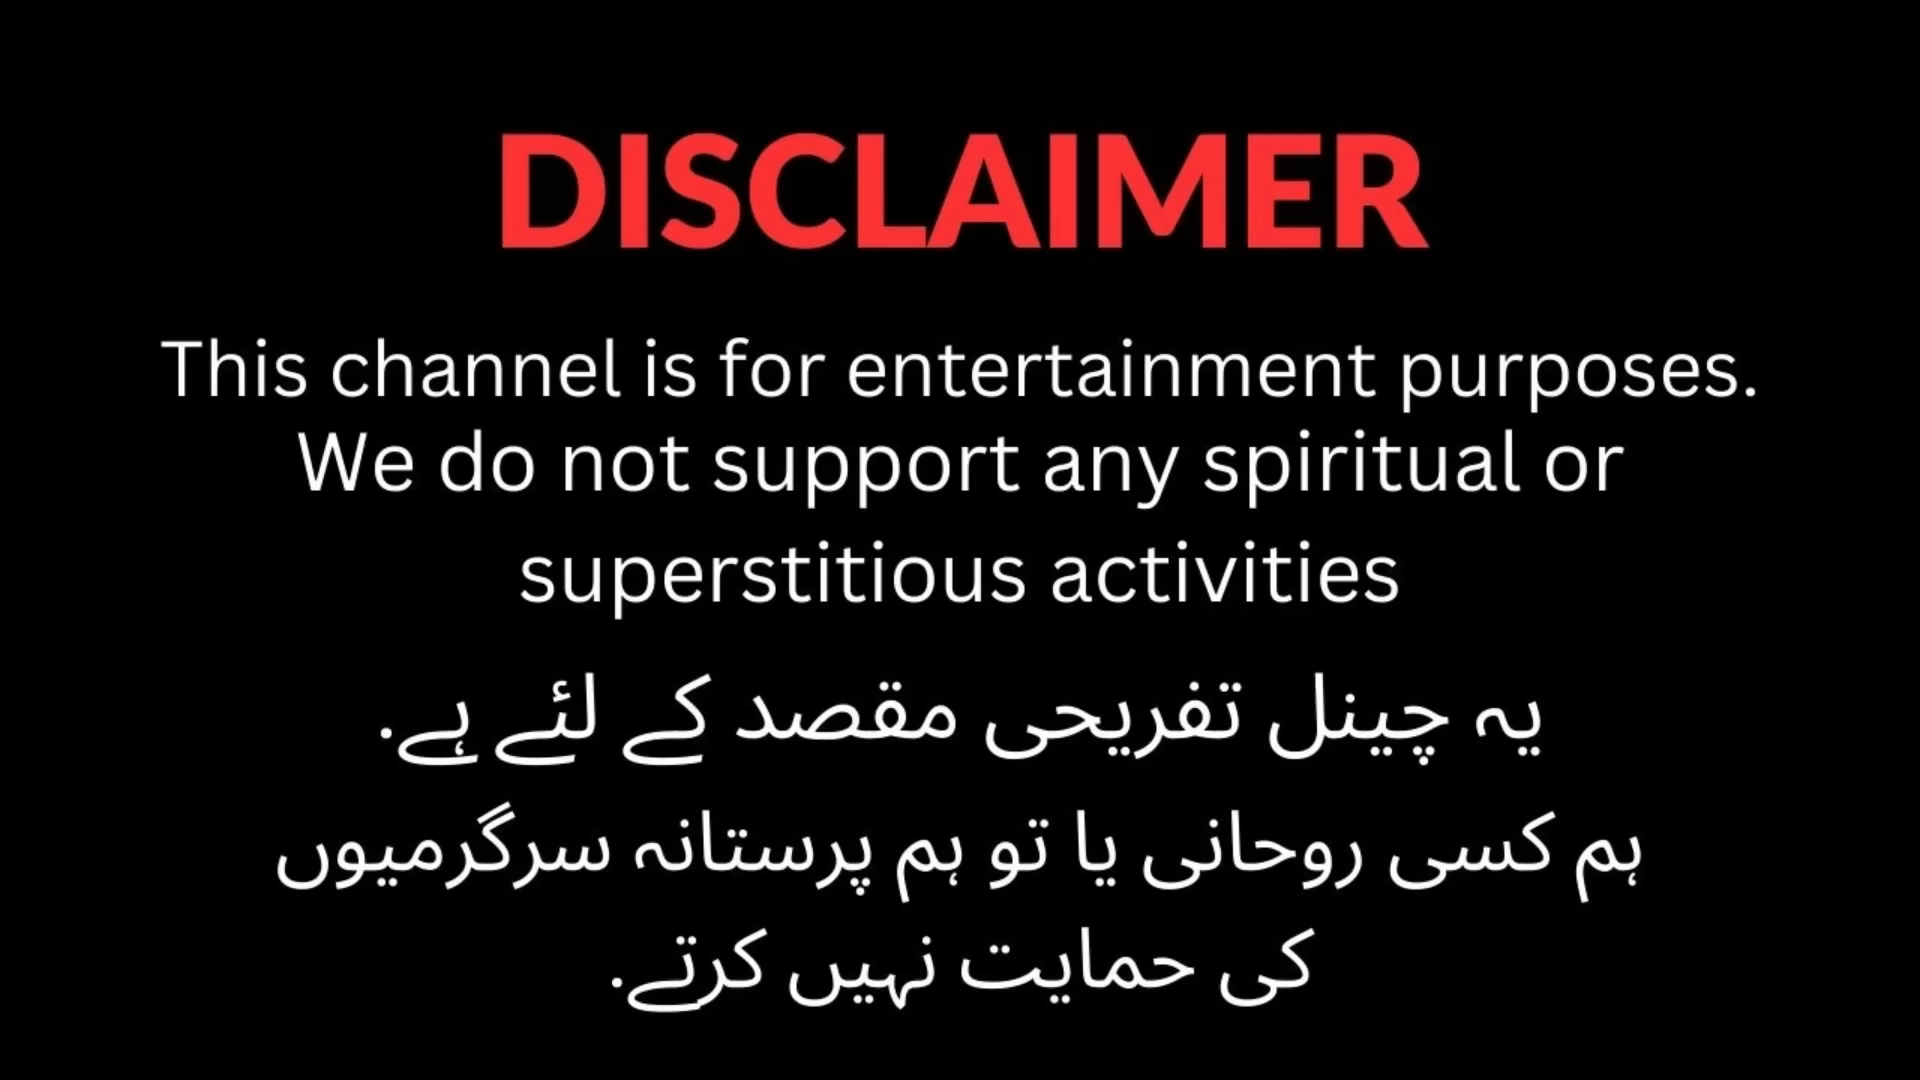 DISCLAIMER
This channel is for entertainment purposes.
We do not support any spiritual or
superstitious activities
یہ چینل تفریحی مقصد کے لئے ہے.
ہم کسی روحانی یا تو ہم پرستانہ سرگرمیوں
کی حمایت نہیں کرتے.